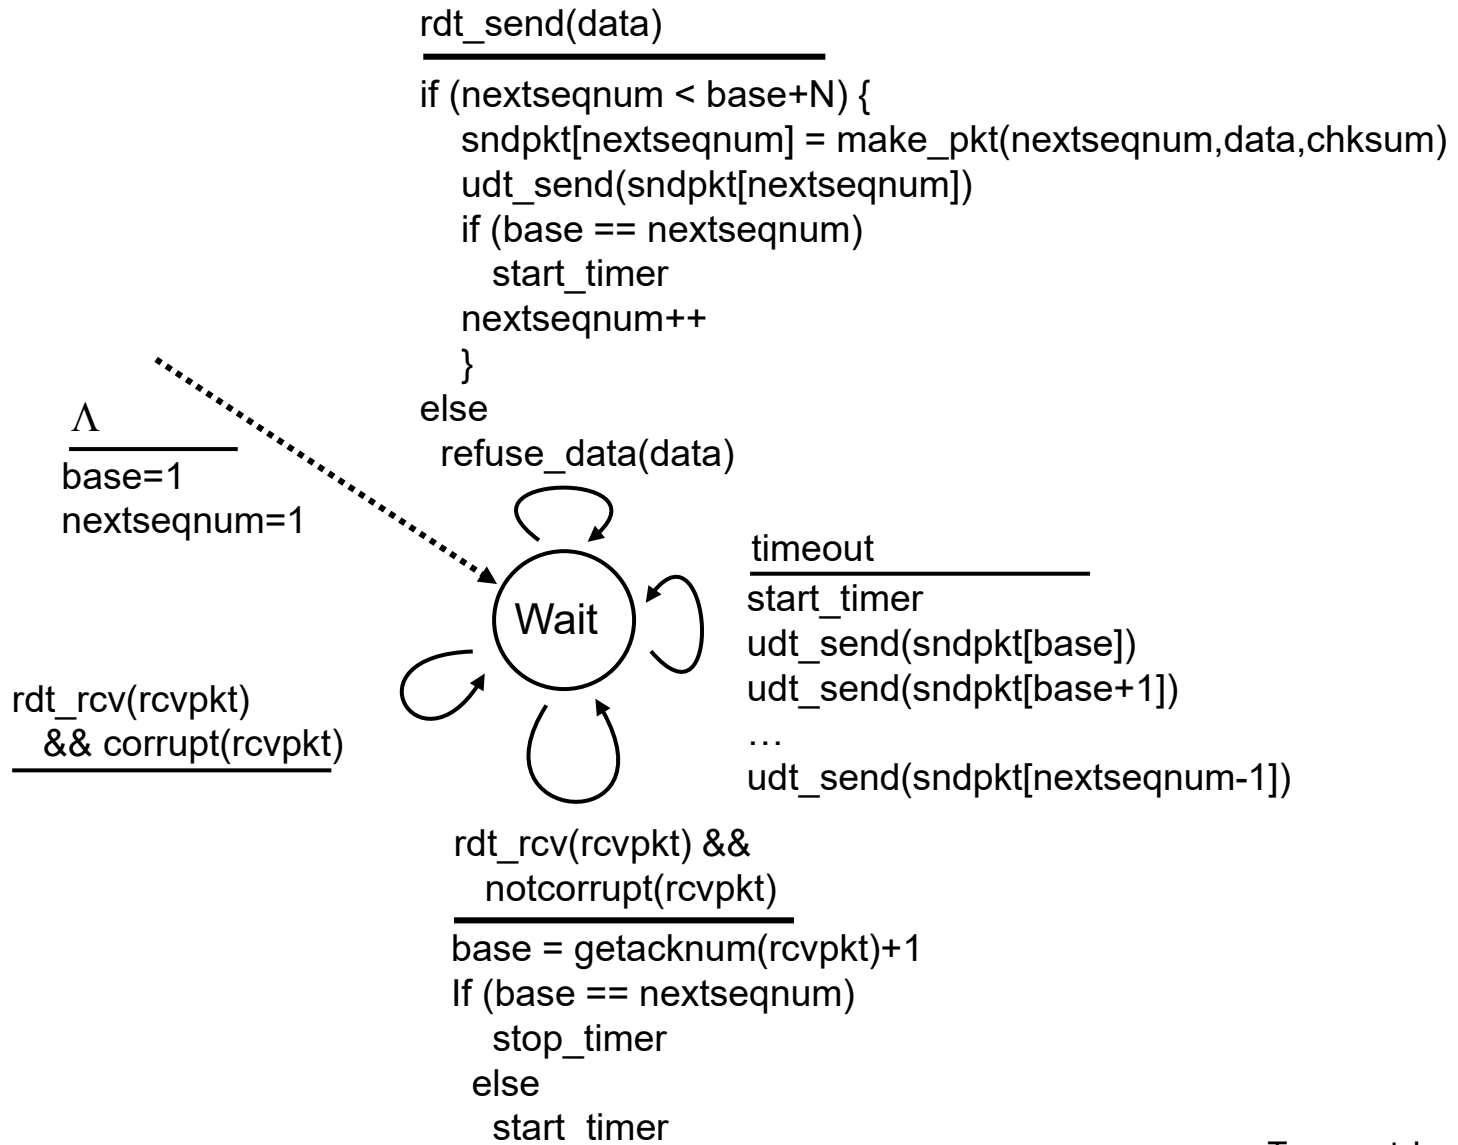 rdt_send(data)
if (nextseqnum < base+N) {
sndpkt[nextseqnum] = make_pkt(nextseqnum,data,chksum)
udt_send(sndpkt[nextseqnum])
if (base == nextseqnum)
start_timer
nextseqnum++
}
else
refuse_data(data)
Λ
base=1
nextseqnum=1
Wait
timeout
start_timer
udt_send(sndpkt[base])
udt_send(sndpkt[base+1])
…
udt_send(sndpkt[nextseqnum-1])
rdt_rcv(rcvpkt)
&& corrupt(rcvpkt)
rdt_rcv(rcvpkt) &&
notcorrupt(rcvpkt)
base = getacknum(rcvpkt)+1
If (base == nextseqnum)
stop_timer
else
start_timer